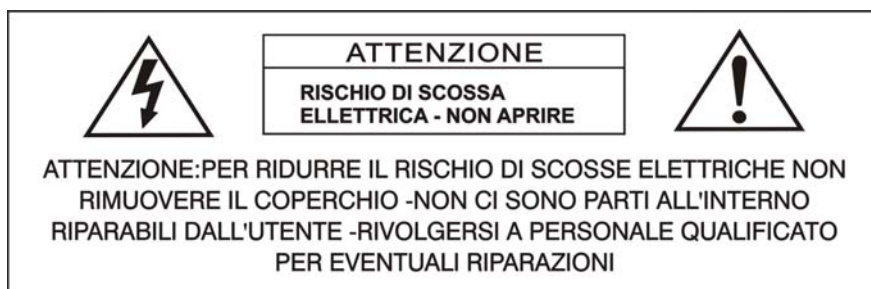 ATTENZIONE
RISCHIO DI SCOSSA
ELLETTRICA - NON APRIRE
ATTENZIONE:PER RIDURRE IL RISCHIO DI SCOSSE ELETTRICHE NON
RIMUOVERE IL COPERCHIO -NON CI SONO PARTI ALL'INTERNO
RIPARABILI DALL'UTENTE -RIVOLGERSI A PERSONALE QUALIFICATO
PER EVENTUALI RIPARAZIONI